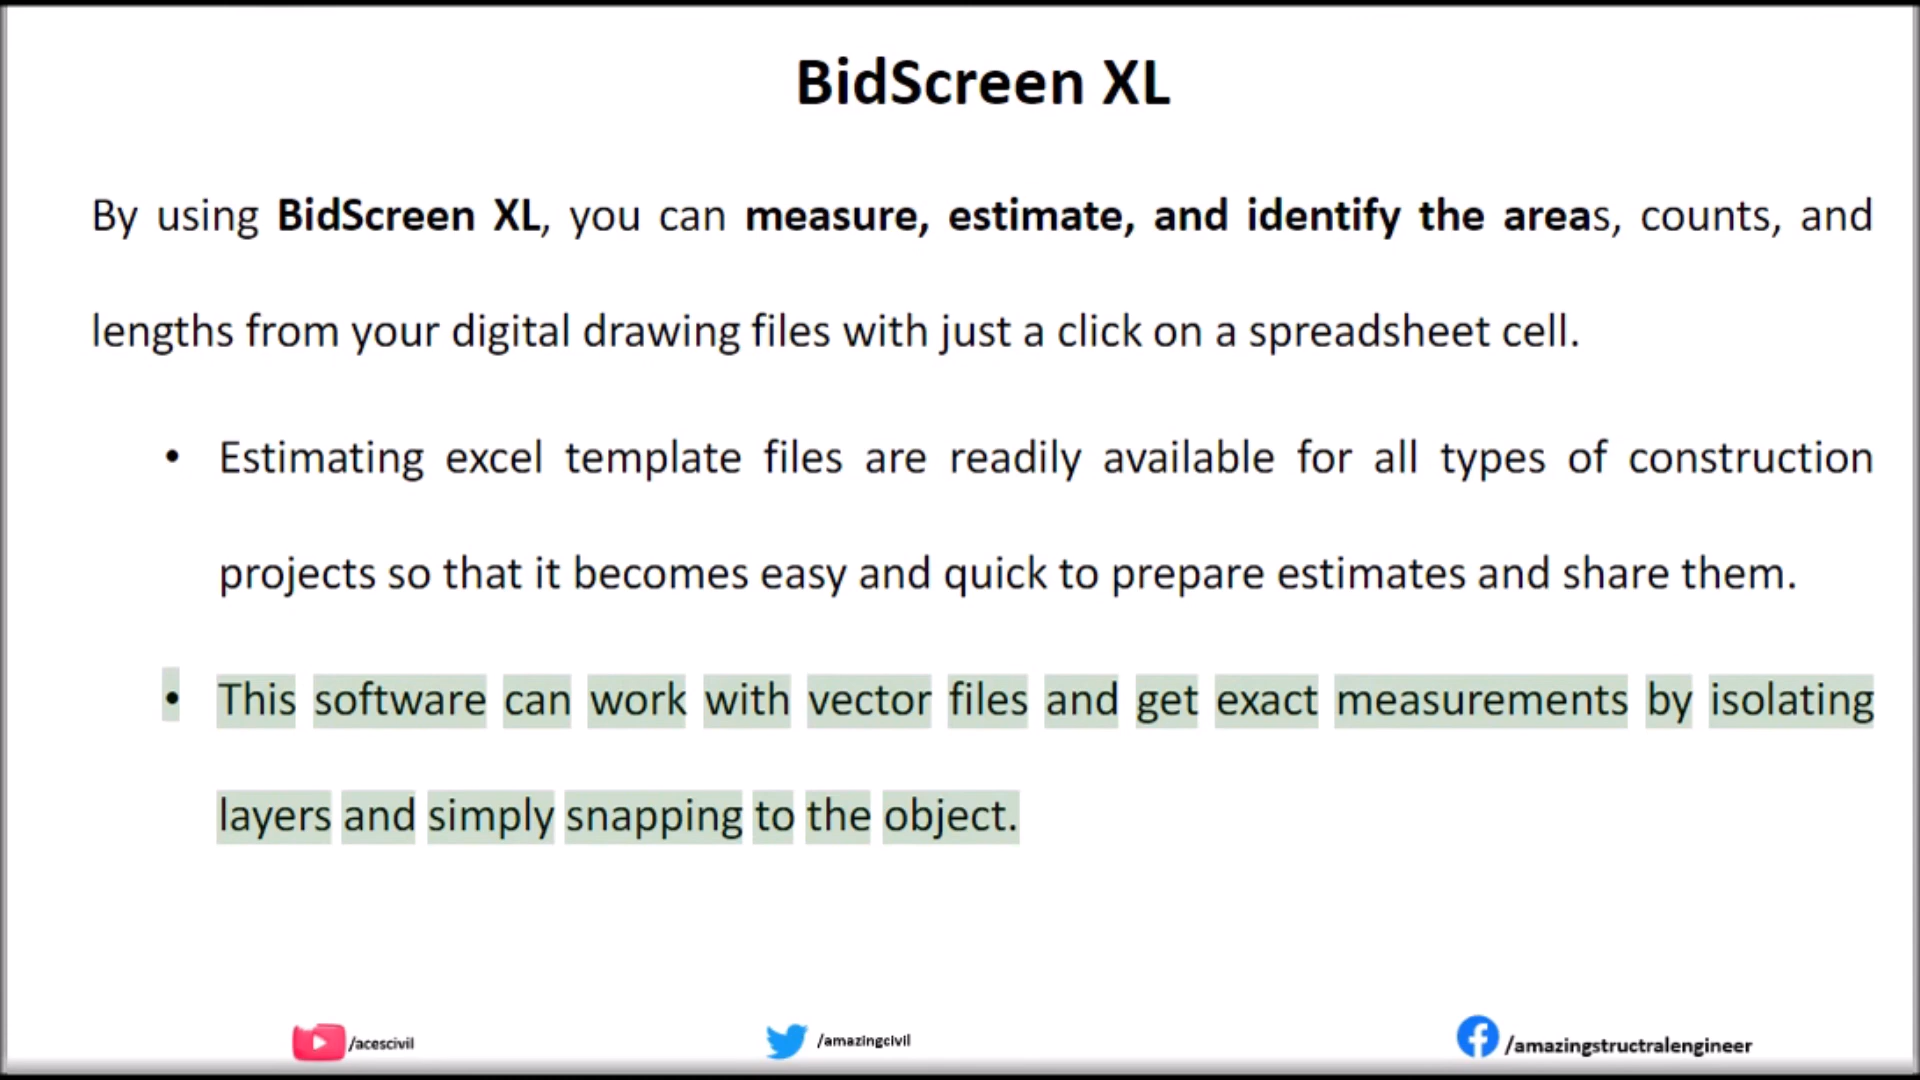 BidScreen XL
By using BidScreen XL, you can measure, estimate, and identify the areas, counts, and
lengths from your digital drawing files with just a click on a spreadsheet cell.
• Estimating excel template files are readily available for all types of construction
projects so that it becomes easy and quick to prepare estimates and share them.
• This software can work with vector files and get exact measurements by isolating
layers and simply snapping to the object.
/acescivil
/amazingcivil
/amazingstructralengineer